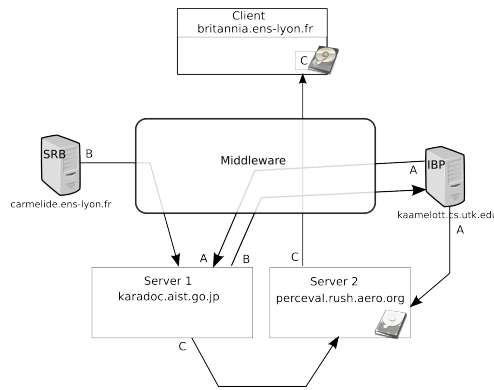 Client
britannia.ens-lyon.fr
C
Middleware
SRB
B
carmelide.ens-lyon.fr
A
IBP
kaamelott.cs.utk.edu
A
A
B
C
Server 1
karadoc.aist.go.jp
Server 2
perceval.rush.aero.org
C